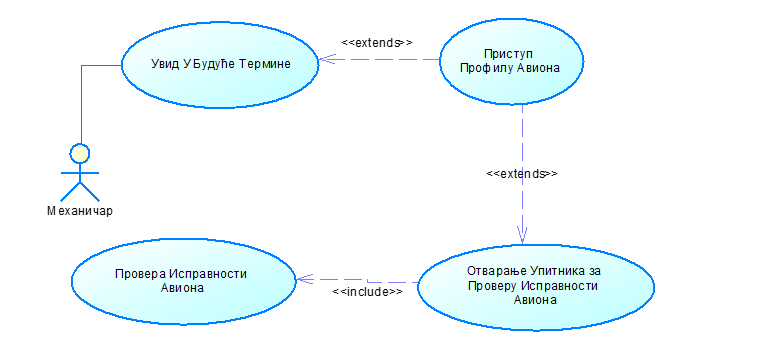 <<extends>>
Увид У Будуће Термине
Приступ
Профилу Авиона
<<extends>>
Механичар
Провера Исправности
Авиона
<<include>>
Отварање Упитника за
Проверу Исправности
Авиона